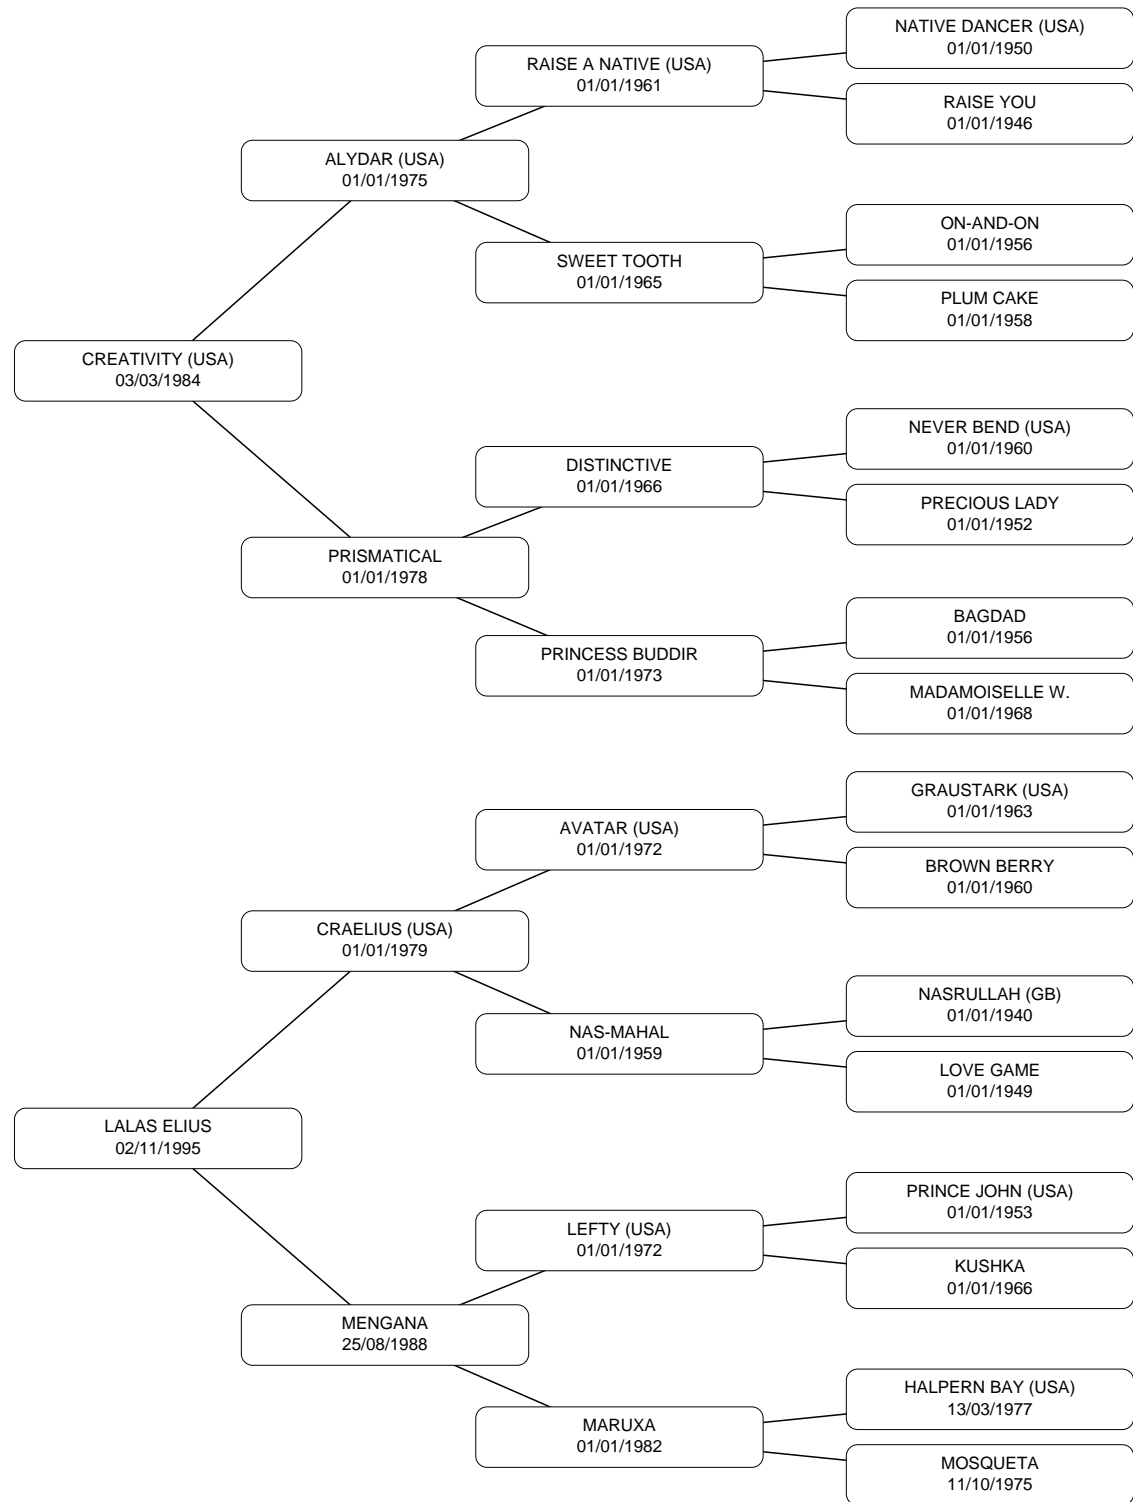 NATIVE DANCER (USA)
01/01/1950
RAISE A NATIVE (USA)
01/01/1961
RAISE YOU
01/01/1946
ALYDAR (USA)
01/01/1975
ON-AND-ON
01/01/1956
SWEET TOOTH
01/01/1965
PLUM CAKE
01/01/1958
CREATIVITY (USA)
03/03/1984
NEVER BEND (USA)
01/01/1960
DISTINCTIVE
01/01/1966
PRECIOUS LADY
01/01/1952
PRISMATICAL
01/01/1978
BAGDAD
01/01/1956
PRINCESS BUDDIR
01/01/1973
MADAMOISELLE W.
01/01/1968
GRAUSTARK (USA)
01/01/1963
AVATAR (USA)
01/01/1972
BROWN BERRY
01/01/1960
CRAELIUS (USA)
01/01/1979
NASRULLAH (GB)
01/01/1940
NAS-MAHAL
01/01/1959
LOVE GAME
01/01/1949
LALAS ELIUS
02/11/1995
PRINCE JOHN (USA)
01/01/1953
LEFTY (USA)
01/01/1972
KUSHKA
01/01/1966
MENGANA
25/08/1988
HALPERN BAY (USA)
13/03/1977
MARUXA
01/01/1982
MOSQUETA
11/10/1975